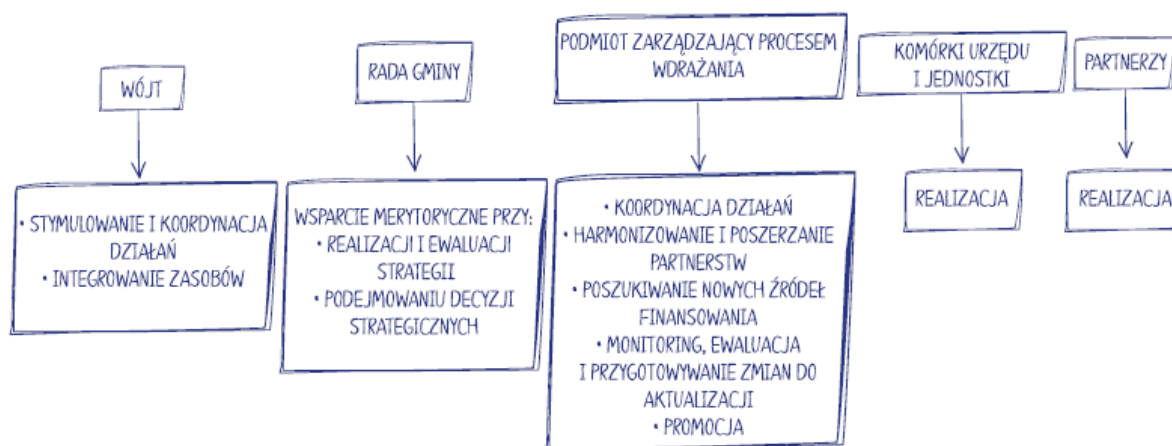 WÓJT
RADA GMINY
PODMIOT ZARZĄDZAJĄCY PROCESEM
WDRAŻANIA
KOMÓRKI URZĘDU
I JEDNOSTKI
PARTNERZY
• STYMULOWANIE I KOORDYNACJA
DZIAŁAŃ
• INTEGROWANIE ZASOBÓW
WSPARCIE MERYTORYCZNE PRZY:
• REALIZACJI I EWALUACJI
STRATEGII
• PODEJMOWANIU DECYZJI
STRATEGICZNYCH
• KOORDYNACJA DZIAŁAŃ
• HARMONIZOWANIE I POSZERZANIE
PARTNERSTW
• POSZUKIWANIE NOWYCH ŹRÓDEŁ
FINANSOWANIA
• MONITORING, EWALUACJA
I PRZYGOTOWYWANIE ZMIAN DO
AKTUALIZACJI
• PROMOCJA
REALIZACJA
REALIZACJA